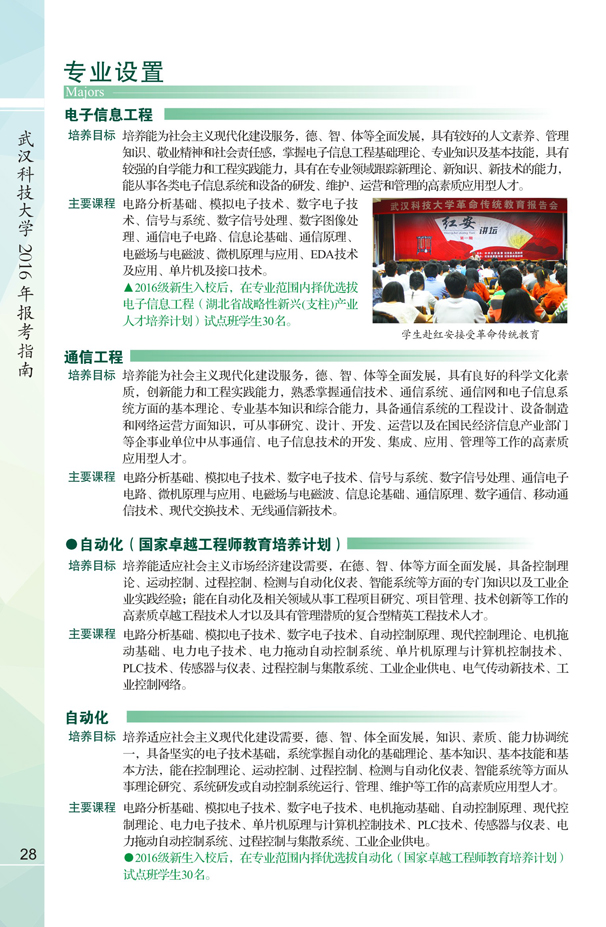 专业设置
Majors
电子信息工程
培养目标 培养能为社会主义现代化建设服务，德、智、体等全面发展，具有较好的人文素养、管理
知识、敬业精神和社会责任感，掌握电子信息工程基础理论、专业知识及基本技能，具有
较强的自学能力和工程实践能力，具有在专业领域跟踪新理论、新知识、新技术的能力，
能从事各类电子信息系统和设备的研发、维护、运营和管理的高素质应用型人才。
主要课程 电路分析基础、模拟电子技术、数字电子技
术、信号与系统、数字信号处理、数字图像处
理、通信电子电路、信息论基础、通信原理、
电磁场与电磁波、微机原理与应用、EDA技术
及应用、单片机及接口技术。
▲2016级新生入校后，在专业范围内择优选拔
电子信息工程（湖北省战略性新兴(支柱)产业
人才培养计划）试点班学生30名。
武汉科技大学革命传统教育报告会
红安
讲坛
学生赴红安接受革命传统教育
通信工程
培养目标 培养能为社会主义现代化建设服务，德、智、体等全面发展，具有良好的科学文化素
质，创新能力和工程实践能力，熟悉掌握通信技术、通信系统、通信网和电子信息系
统方面的基本理论、专业基本知识和综合能力，具备通信系统的工程设计、设备制造
和网络运营方面知识，可从事研究、设计、开发、运营以及在国民经济信息产业部门
等企事业单位中从事通信、电子信息技术的开发、集成、应用、管理等工作的高素质
应用型人才。
主要课程 电路分析基础、模拟电子技术、数字电子技术、信号与系统、数字信号处理、通信电子
电路、微机原理与应用、电磁场与电磁波、信息论基础、通信原理、数字通信、移动通
信技术、现代交换技术、无线通信新技术。
●自动化（国家卓越工程师教育培养计划）
培养目标 培养能适应社会主义市场经济建设需要，在德、智、体等方面全面发展，具备控制理
论、运动控制、过程控制、检测与自动化仪表、智能系统等方面的专门知识以及工业企
业实践经验；能在自动化及相关领域从事工程项目研究、项目管理、技术创新等工作的
高素质卓越工程技术人才以及具有管理潜质的复合型精英工程技术人才。
主要课程 电路分析基础、模拟电子技术、数字电子技术、自动控制原理、现代控制理论、电机拖
动基础、电力电子技术、电力拖动自动控制系统、单片机原理与计算机控制技术、
PLC技术、传感器与仪表、过程控制与集散系统、工业企业供电、电气传动新技术、工
业控制网络。
自动化
培养目标 培养适应社会主义现代化建设需要，德、智、体全面发展，知识、素质、能力协调统
一，具备坚实的电子技术基础，系统掌握自动化的基础理论、基本知识、基本技能和基
本方法，能在控制理论、运动控制、过程控制、检测与自动化仪表、智能系统等方面从
事理论研究、系统研发或自动控制系统运行、管理、维护等工作的高素质应用型工程人才。
主要课程 电路分析基础、模拟电子技术、数字电子技术、电机拖动基础、自动控制原理、现代控
制理论、电力电子技术、单片机原理与计算机控制技术、PLC技术、传感器与仪表、电
力拖动自动控制系统、过程控制与集散系统、工业企业供电。
●2016级新生入校后，在专业范围内择优选拔自动化（国家卓越工程师教育培养计划）
试点班学生30名。
武汉科技大学2016年报考指南
28